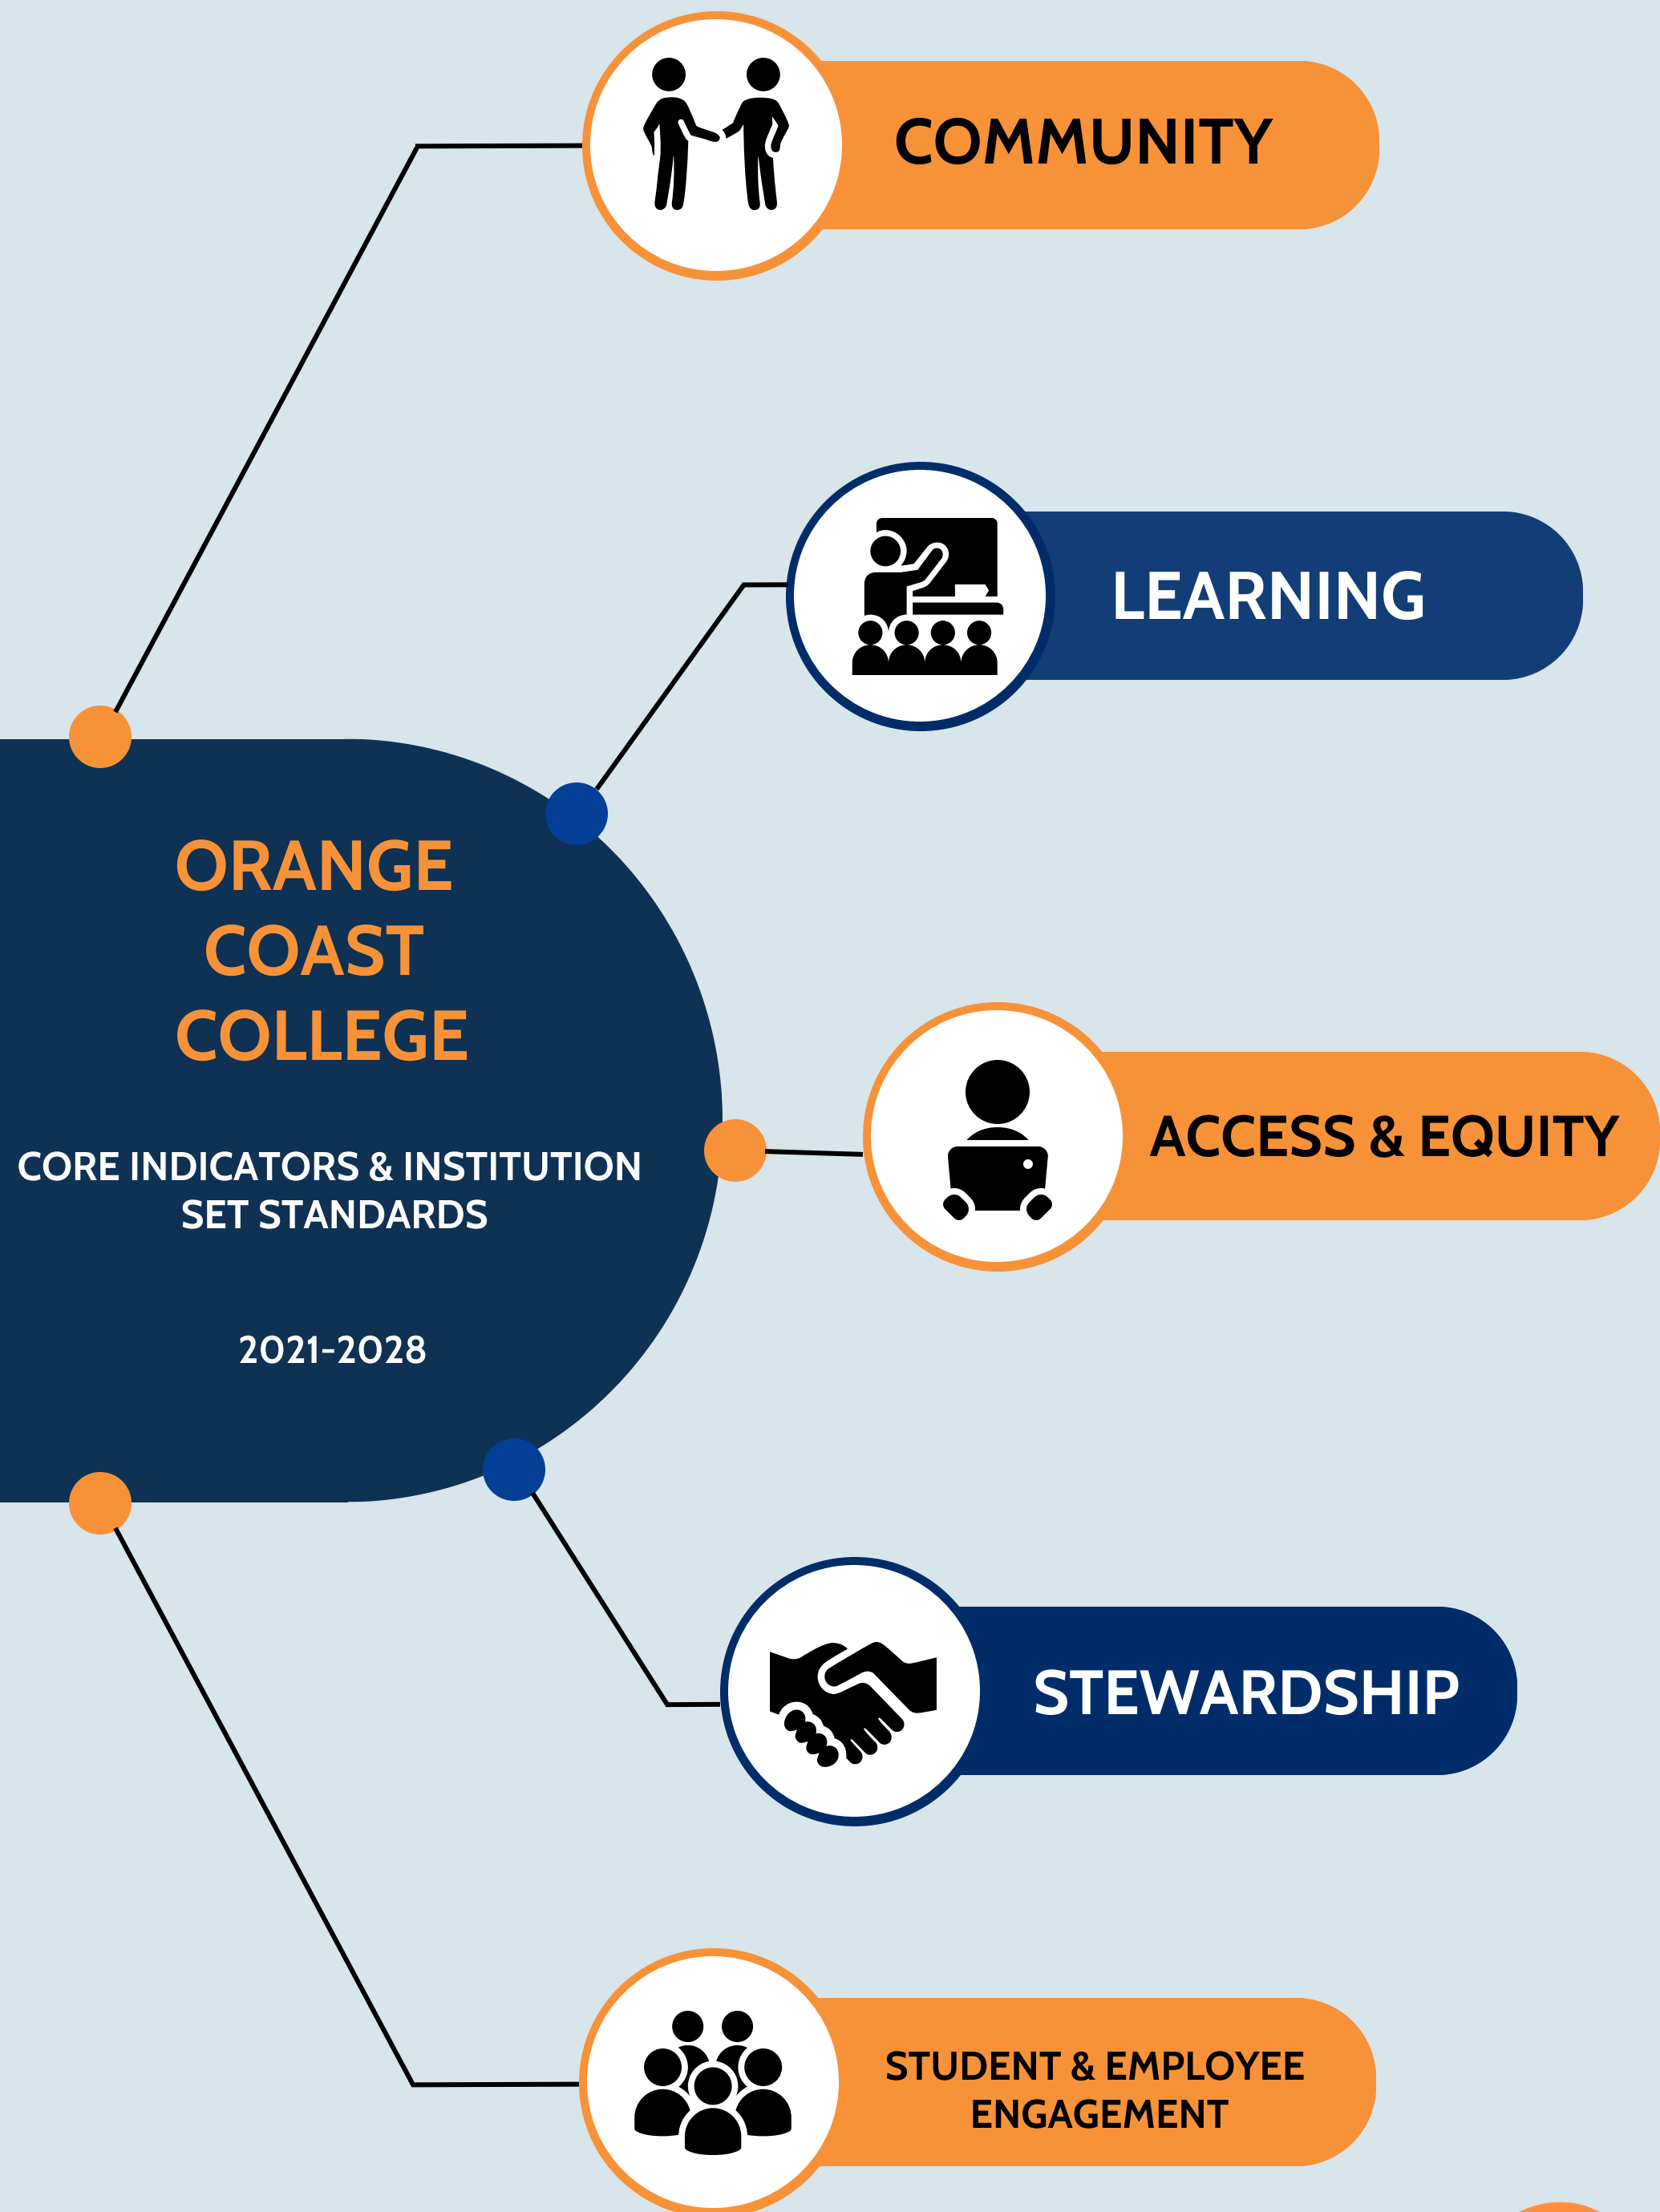 COMMUNITY
LEARNING
ORANGE
COAST
COLLEGE
CORE INDICATORS & INSTITUTION
SET STANDARDS
2021-2028
ACCESS & EQUITY
STEWARDSHIP
STUDENT & EMPLOYEE
ENGAGEMENT